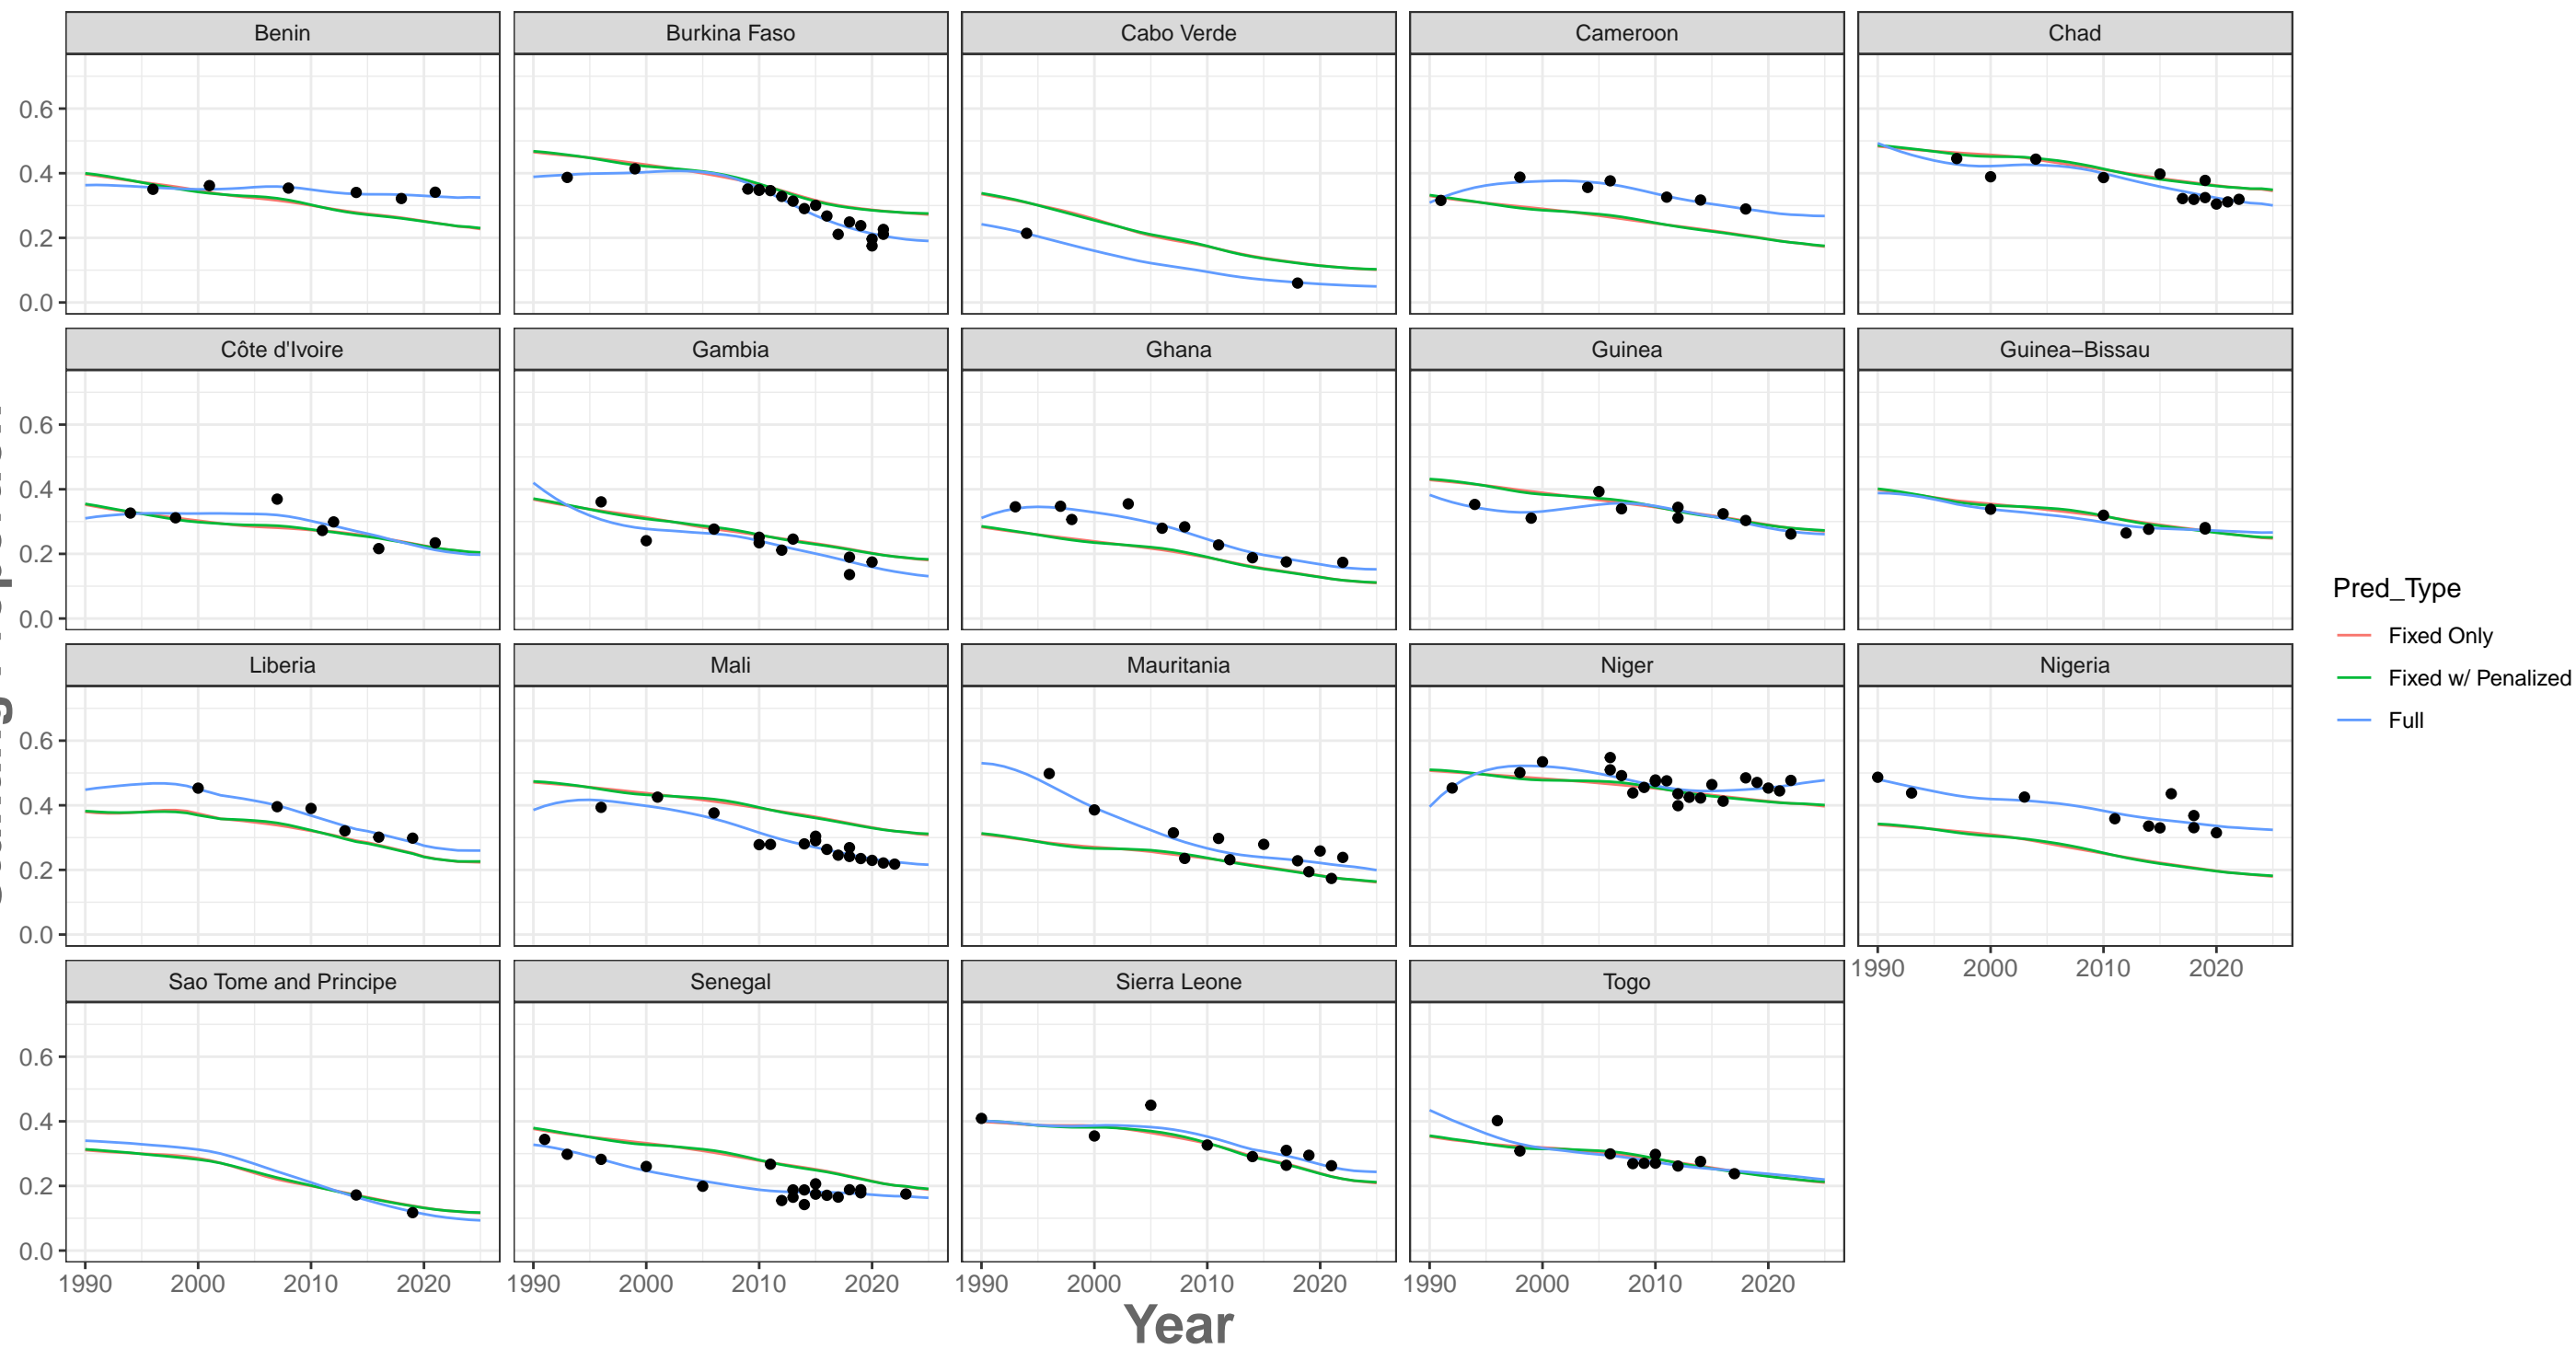 Benin Burkina Faso Cabo Verde Cameroon Chad
0.6
0.4
0.2
0.0
Côte d'Ivoire Gambia Ghana Guinea Guinea−Bissau
0.6
0.4
0.2
0.0
Liberia Mali Mauritania Niger Nigeria
0.6
0.4
0.2
0.0
1990 2000 2010 2020
Sao Tome and Principe Senegal Sierra Leone Togo
0.6
0.4
0.2
0.0
1990 2000 2010 2020 1990 2000 2010 2020 1990 2000 2010 2020 1990 2000 2010 2020
Year
Pred_Type
Fixed Only
Fixed w/ Penalized
Full